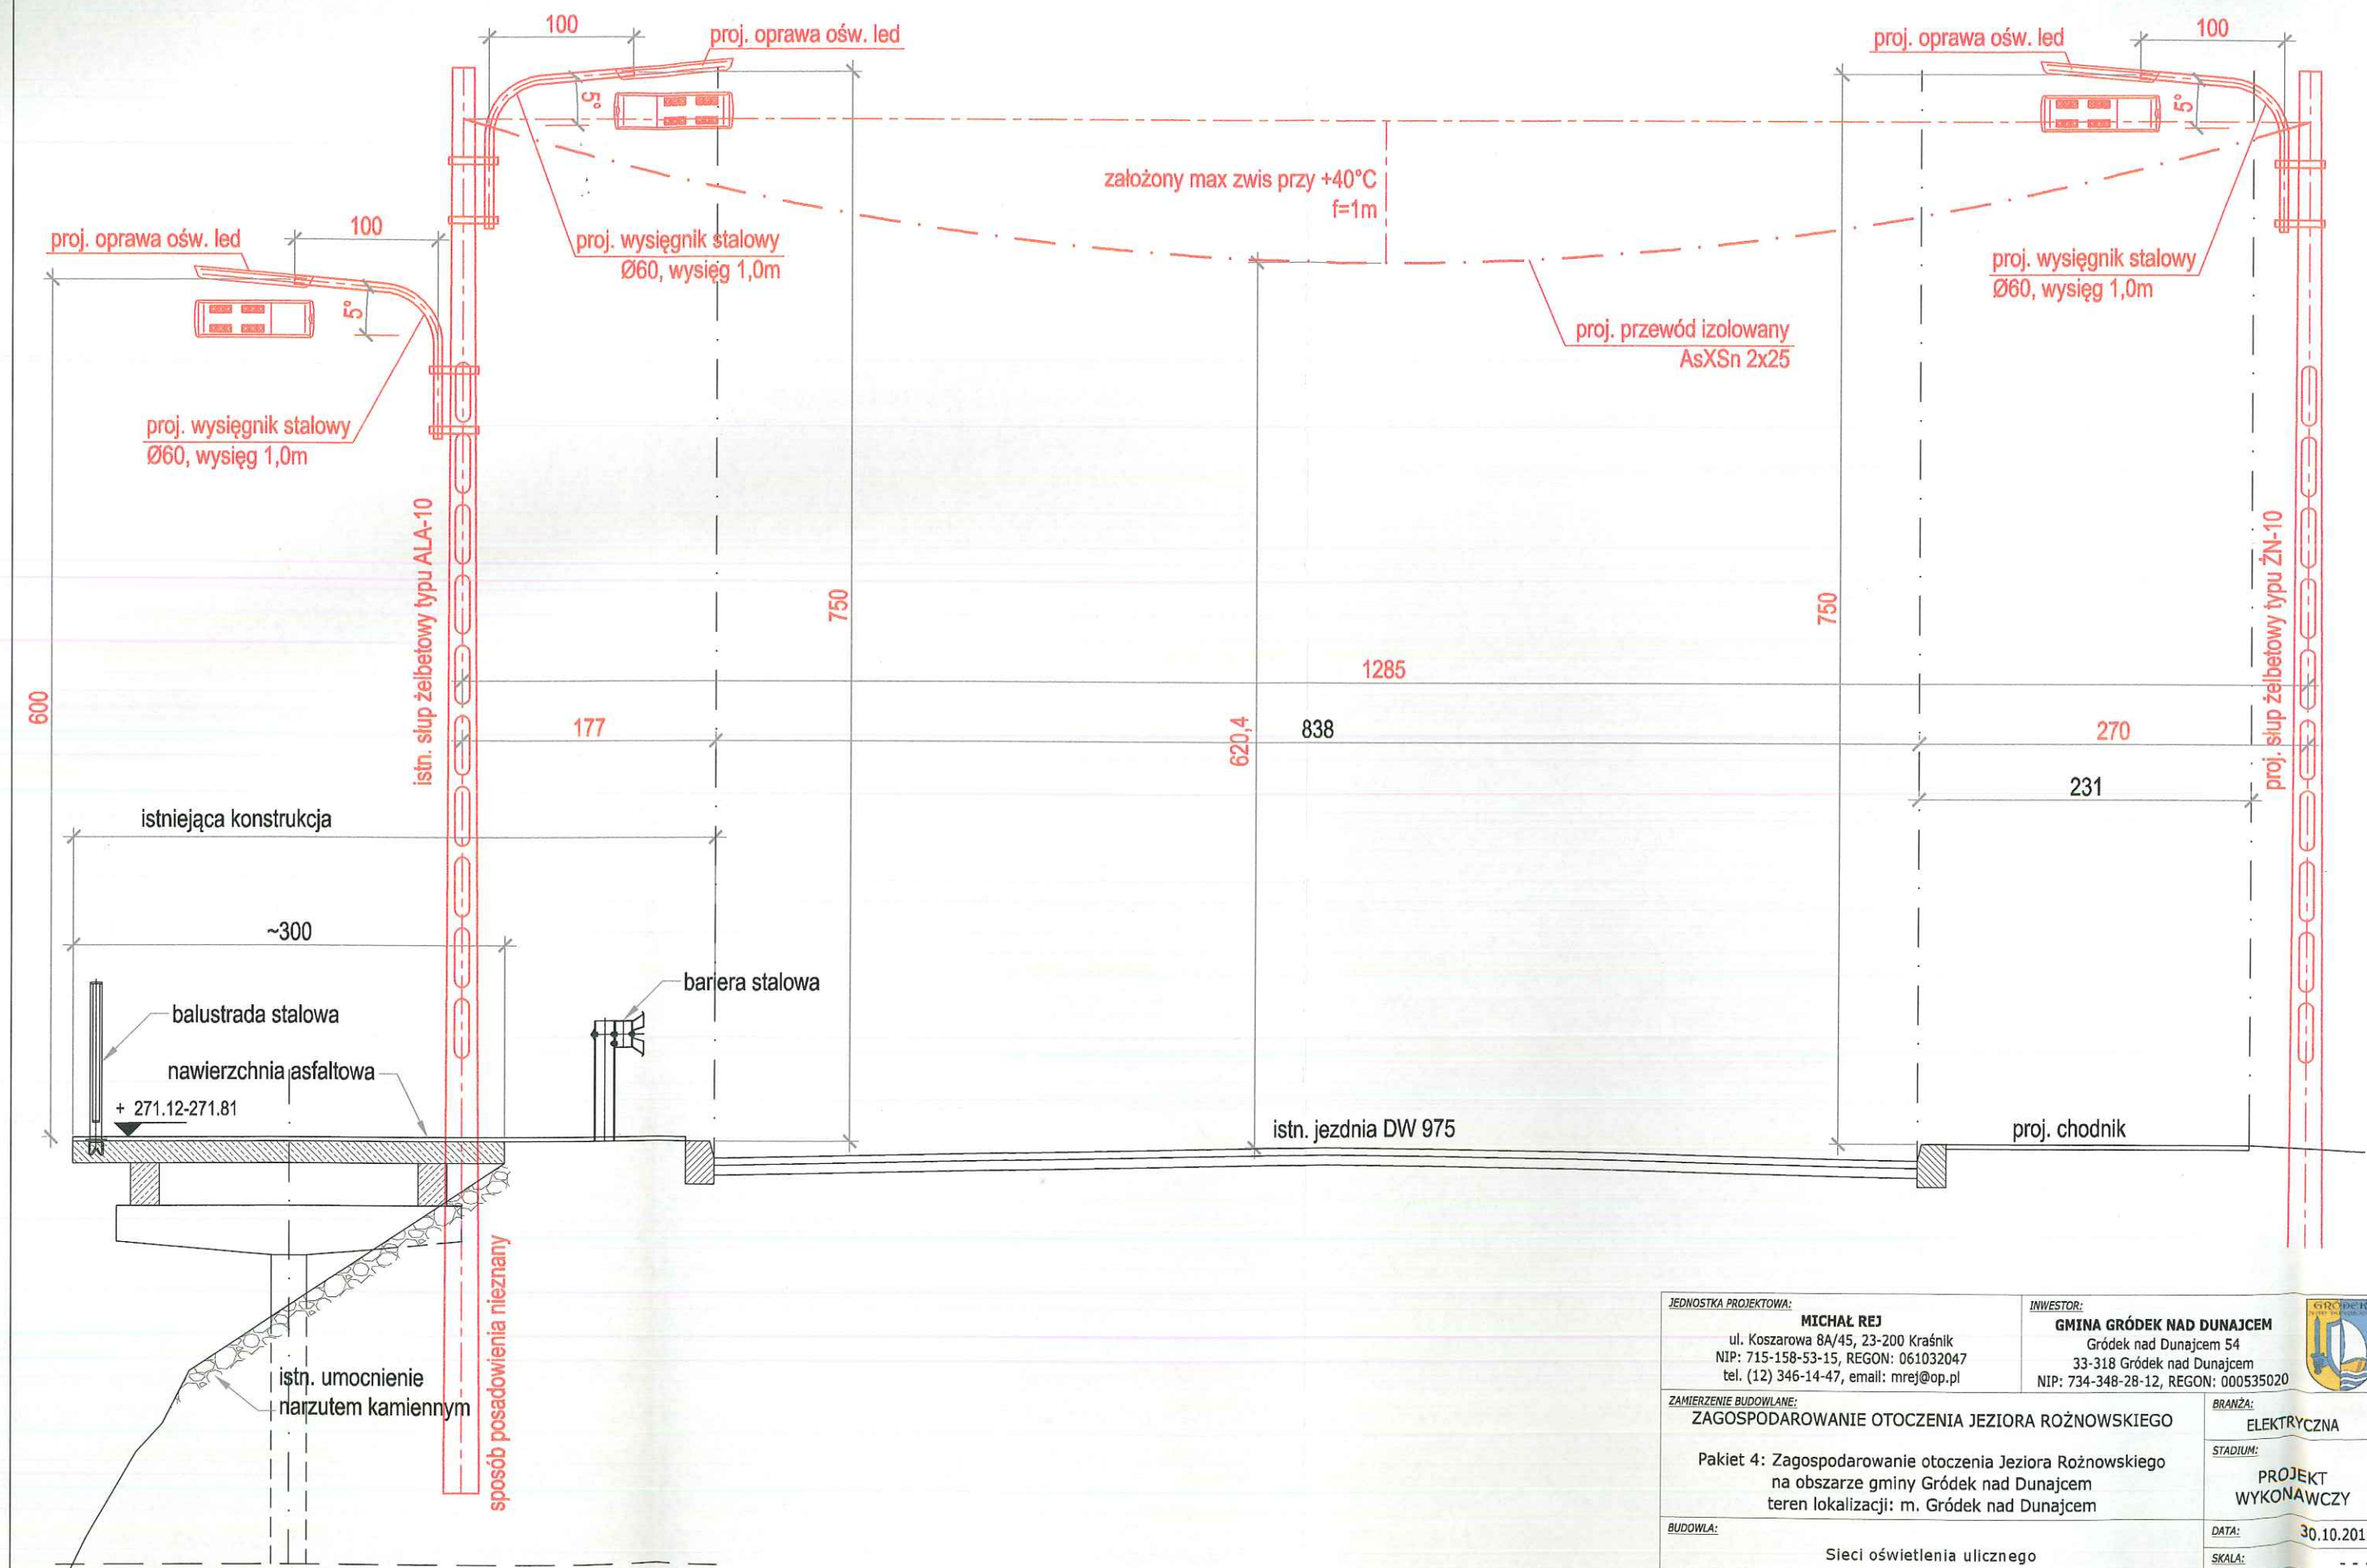 100
proj. oprawa ośw. led
proj. oprawa ośw. led
100
5°
5°
założony max zwis przy +40°C
f=1m
proj. oprawa ośw. led
100
proj. wysięgnik stalowy
Ø60, wysięg 1,0m
proj. wysięgnik stalowy
Ø60, wysięg 1,0m
5°
proj. przewód izolowany
AsXSn 2x25
proj. wysięgnik stalowy
Ø60, wysięg 1,0m
istn. słup żelbetowy typu ALA-10
proj. słup żelbetowy typu ŻN-10
600
750
750
1285
177
620,4
838
270
231
istniejąca konstrukcja
~300
bariera stalowa
balustrada stalowa
nawierzchnia asfaltowa
+ 271.12-271.81
istn. jezdnia DW 975
proj. chodnik
sposób posadowienia nieznany
istn. umocnienie
narzutem kamiennym
JEDNOSTKA PROJEKTOWA:
MICHAŁ REJ
ul. Koszarowa 8A/45, 23-200 Kraśnik
NIP: 715-158-53-15, REGON: 061032047
tel. (12) 346-14-47, email: mrej@op.pl
INWESTOR:
GMINA GRÓDEK NAD DUNAJCEM
Gródek nad Dunajcem 54
33-318 Gródek nad Dunajcem
NIP: 734-348-28-12, REGON: 000535020
GRÓDEK
ZAMIERZENIE BUDOWLANE:
ZAGOSPODAROWANIE OTOCZENIA JEZIORA ROŻNOWSKIEGO
Pakiet 4: Zagospodarowanie otoczenia Jeziora Rożnowskiego
na obszarze gminy Gródek nad Dunajcem
teren lokalizacji: m. Gródek nad Dunajcem
BRANŻA:
ELEKTRYCZNA
STADIUM:
PROJEKT
WYKONAWCZY
BUDOWLA:
Sieci oświetlenia ulicznego
DATA:
30.10.201
SKALA: